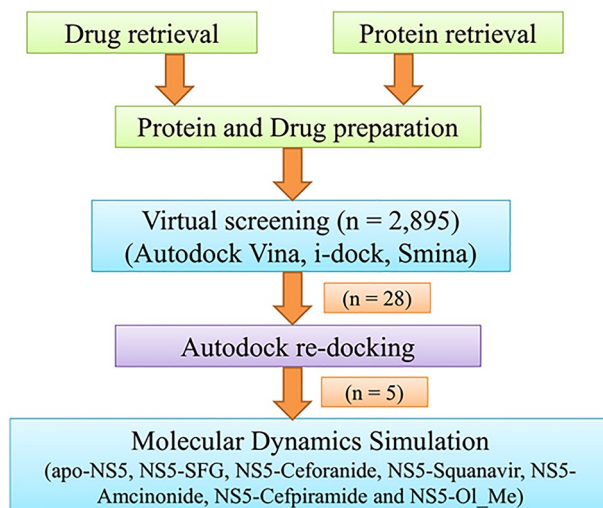 Drug retrieval
Protein retrieval
Protein and Drug preparation
Virtual screening (n = 2,895)
(Autodock Vina, i-dock, Smina)
(n = 28)
Autodock re-docking
(n = 5)
Molecular Dynamics Simulation
(apo-NS5, NS5-SFG, NS5-Ceforanide, NS5-Squanavir, NS5-
Amcinonide, NS5-Cefpiramide and NS5-Ol_Me)